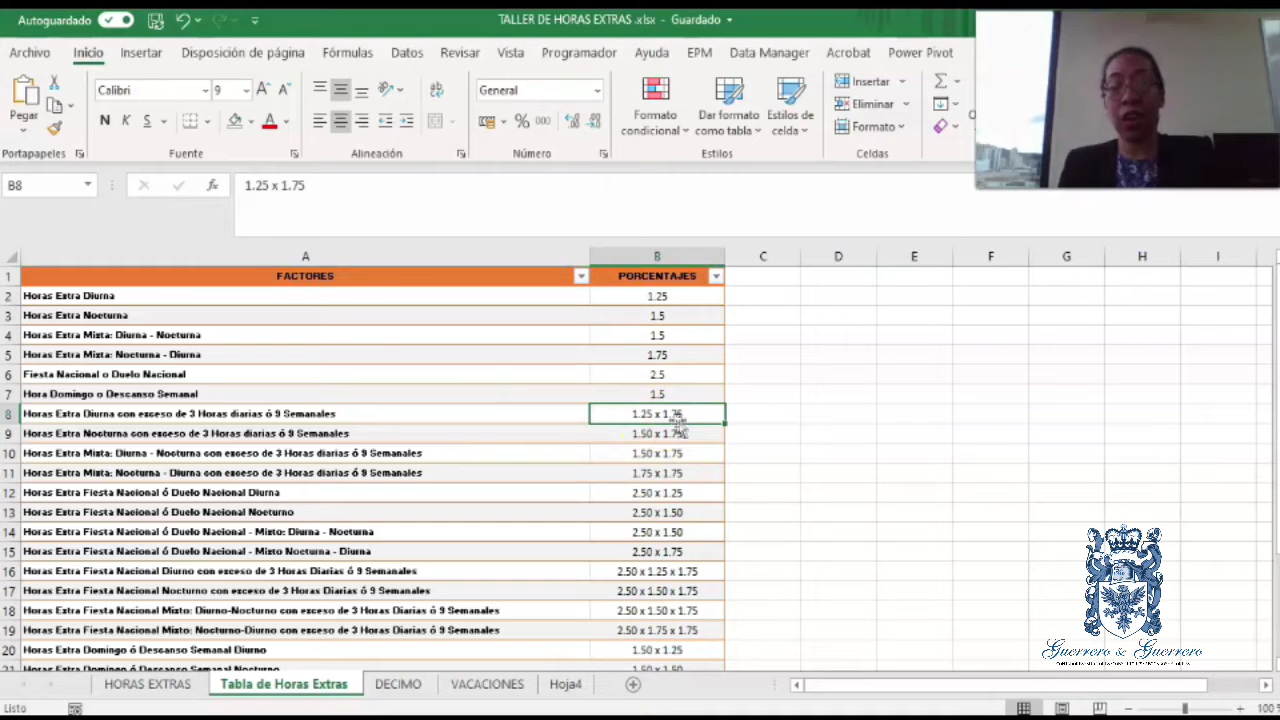 Autoguardado
TALLER DE HORAS EXTRAS .xlsx - Guardado
Archivo Inicio Insertar Disposición de página Fórmulas Datos Revisar Vista Programador Ayuda EPM Data Manager Acrobat Power Pivot
Pegar
Calibri 9
N K S
General
% 000
Formato condicional
Dar formato como tabla
Estilos de celda
Insertar
Eliminar
Formato
Portapapeles Fuente Alineación Número Estilos Celdas
B8 fx 1.25 x 1.75
A B C D E F G H I
1 FACTORES PORCENTAJES
2 Horas Extra Diurna 1.25
3 Horas Extra Nocturna 1.5
4 Horas Extra Mixta: Diurna - Nocturna 1.5
5 Horas Extra Mixta: Nocturna - Diurna 1.75
6 Fiesta Nacional o Duelo Nacional 2.5
7 Hora Domingo o Descanso Semanal 1.5
8 Horas Extra Diurna con exceso de 3 Horas diarias ó 9 Semanales 1.25 x 1.75
9 Horas Extra Nocturna con exceso de 3 Horas diarias ó 9 Semanales 1.50 x 1.75
10 Horas Extra Mixta: Diurna - Nocturna con exceso de 3 Horas diarias ó 9 Semanales 1.50 x 1.75
11 Horas Extra Mixta: Nocturna - Diurna con exceso de 3 Horas diarias ó 9 Semanales 1.75 x 1.75
12 Horas Extra Fiesta Nacional ó Duelo Nacional Diurna 2.50 x 1.25
13 Horas Extra Fiesta Nacional ó Duelo Nacional Nocturno 2.50 x 1.50
14 Horas Extra Fiesta Nacional ó Duelo Nacional - Mixto: Diurna - Nocturna 2.50 x 1.50
15 Horas Extra Fiesta Nacional ó Duelo Nacional - Mixto Nocturna - Diurna 2.50 x 1.75
16 Horas Extra Fiesta Nacional Diurno con exceso de 3 Horas Diarias ó 9 Semanales 2.50 x 1.25 x 1.75
17 Horas Extra Fiesta Nacional Nocturno con exceso de 3 Horas Diarias ó 9 Semanales 2.50 x 1.50 x 1.75
18 Horas Extra Fiesta Nacional Mixto: Diurno-Nocturno con exceso de 3 Horas Diarias ó 9 Semanales 2.50 x 1.50 x 1.75
19 Horas Extra Fiesta Nacional Mixto: Nocturno-Diurno con exceso de 3 Horas Diarias ó 9 Semanales 2.50 x 1.75 x 1.75
20 Horas Extra Domingo ó Descanso Semanal Diurno 1.50 x 1.25
21 Horas Extra Domingo ó Descanso Semanal Nocturno 1.50 x 1.50
Guerrero & Guerrero
HORAS EXTRAS Tabla de Horas Extras DECIMO VACACIONES Hoja4
Listo 100